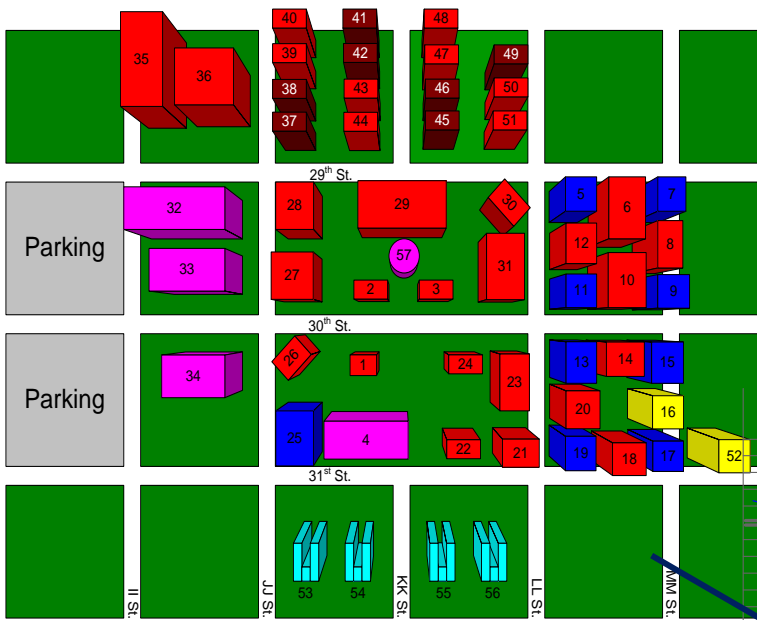 40 41 48
35 39 42 47 49
36 38 43 46 50
37 44 45 51
29th St.
32 28 29 30 5 6 7
Parking 33 57 12 8
27 2 3 31 11 10 9
30th St.
26 1 24 13 14 15
34 23
Parking 20 16
25 4 22 21 19 18 17 52
31st St.
53 54 55 56
II St. JJ St. KK St. LL St. MM St.